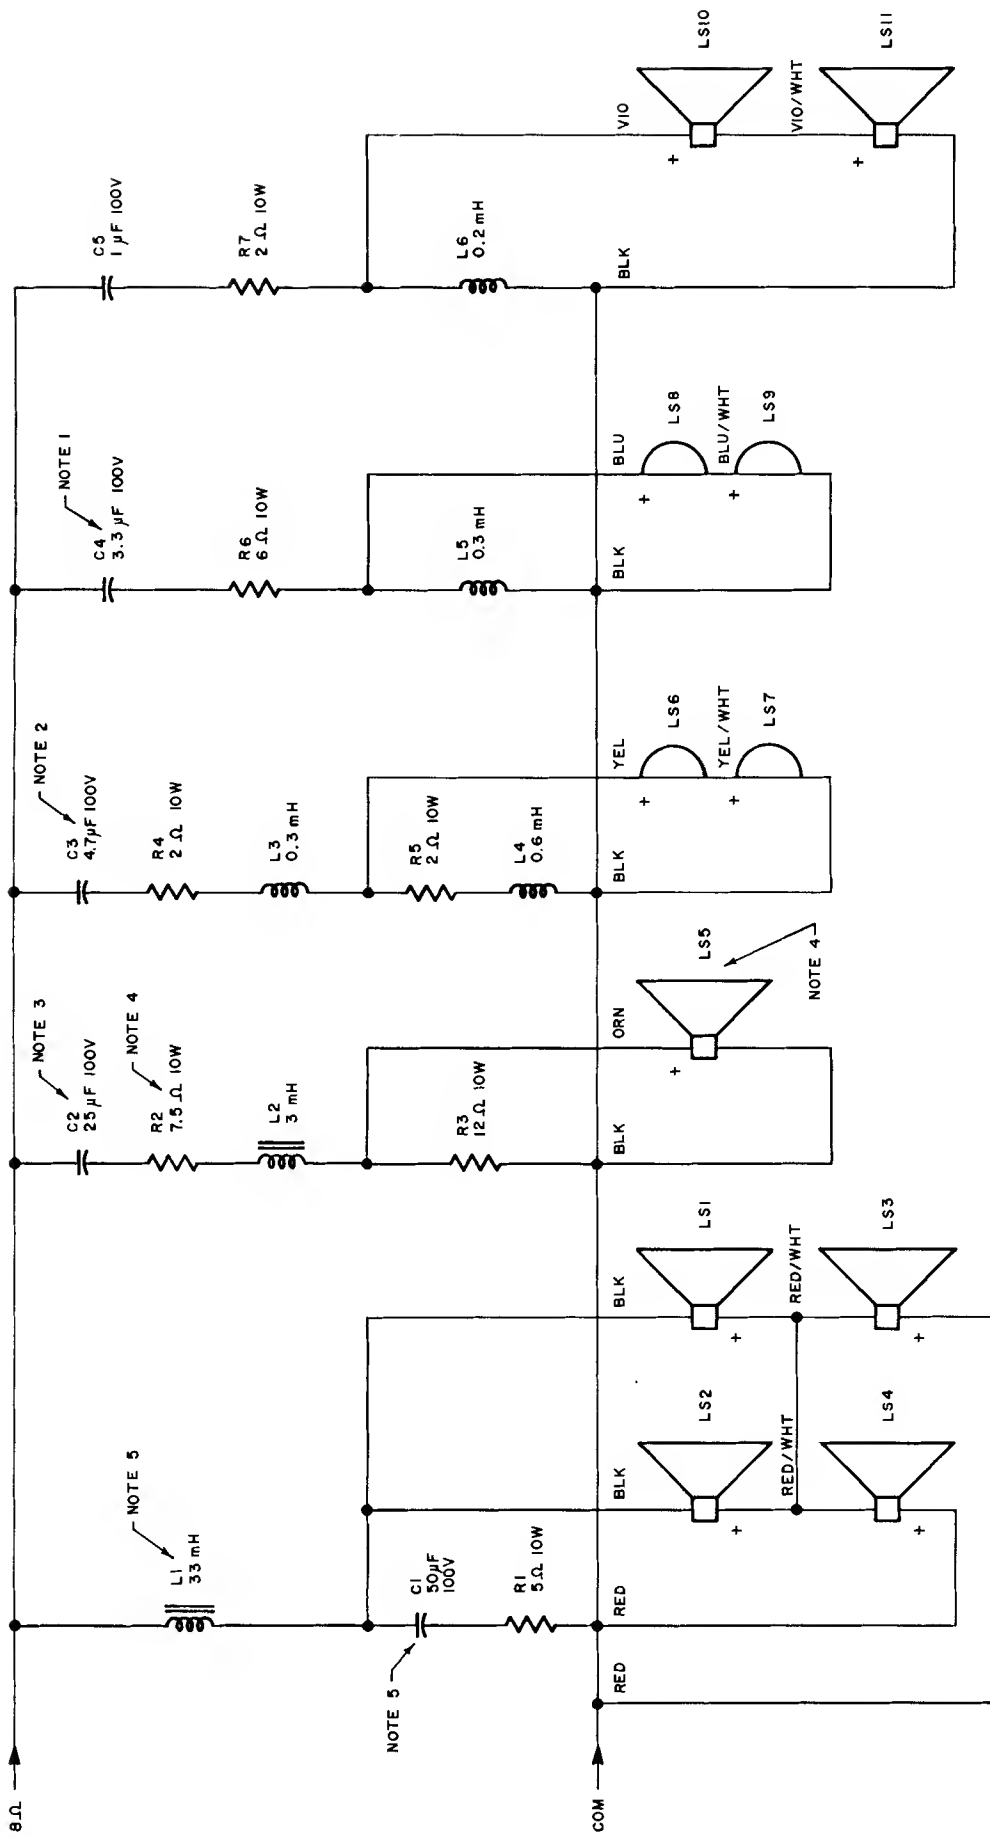 8Ω
COM
NOTE 5
L1
33 mH
NOTE 5
C1
50µF
100V
R1
5Ω 10W
RED
RED
BLK
BLK
LS2
LS1
RED/WHT
RED/WHT
LS4
LS3
+
+
+
+
NOTE 3
C2
25 µF 100V
NOTE 4
R2
7.5 Ω 10W
L2
3 mH
R3
12Ω 10W
BLK
ORN
+
LS5
NOTE 4
NOTE 2
C3
4.7µF 100V
R4
2 Ω 10W
L3
0.3 mH
R5
2 Ω 10W
L4
0.6 mH
BLK
YEL
+
LS6
YEL/WHT
+
LS7
NOTE 1
C4
3.3 µF 100V
R6
6 Ω 10W
L5
0.3 mH
BLK
BLU
+
LS8
BLU/WHT
+
LS9
C5
1 µF 100V
R7
2 Ω 10W
L6
0.2 mH
BLK
VIO
+
LS10
VIO/WHT
+
LS11